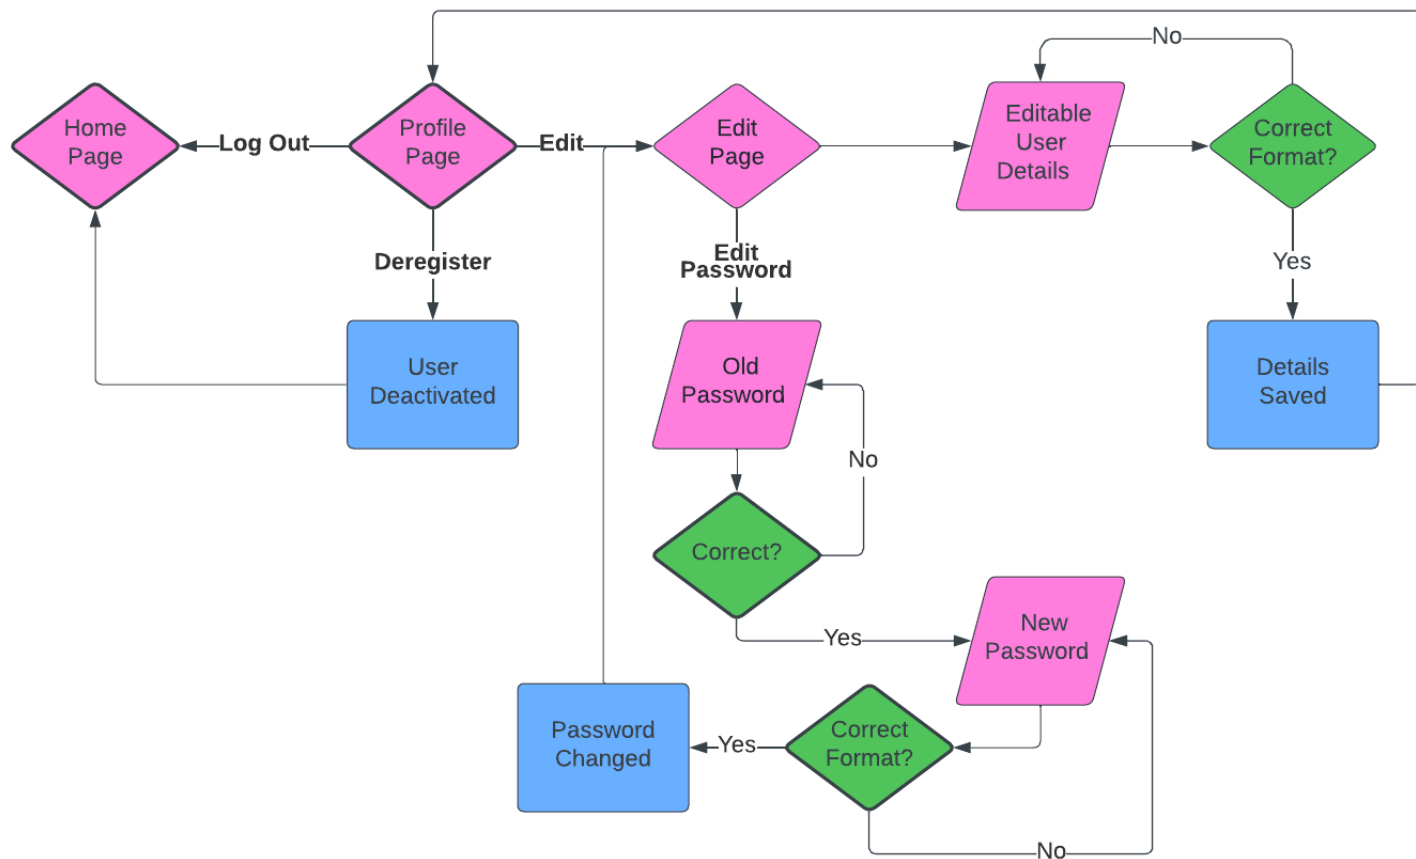 No
Home
Page
Log Out
Profile
Page
Edit
Edit
Page
Editable
User
Details
Correct
Format?
Deregister
Edit
Password
Yes
User
Deactivated
Old
Password
Details
Saved
No
Correct?
Yes
New
Password
Password
Changed
Yes
Correct
Format?
No